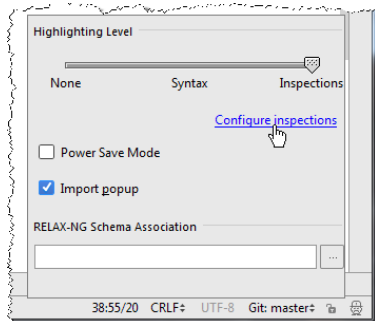 Highlighting Level
None Syntax Inspections
Configure inspections
Power Save Mode
Import popup
RELAX-NG Schema Association
...
38:55/20 CRLF UTF-8 Git: master